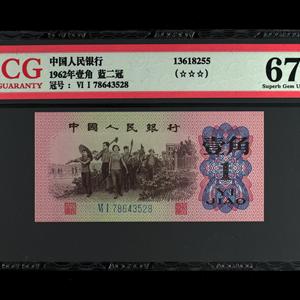 CG
GUARANTY
中国人民银行
1962年壹角 蓝二冠
冠号： VI I 78643528
13618255
(☆☆☆)
67
Superb Gem U
中国人民银行
壹角
1
YI
JIAO
VI I 78643528